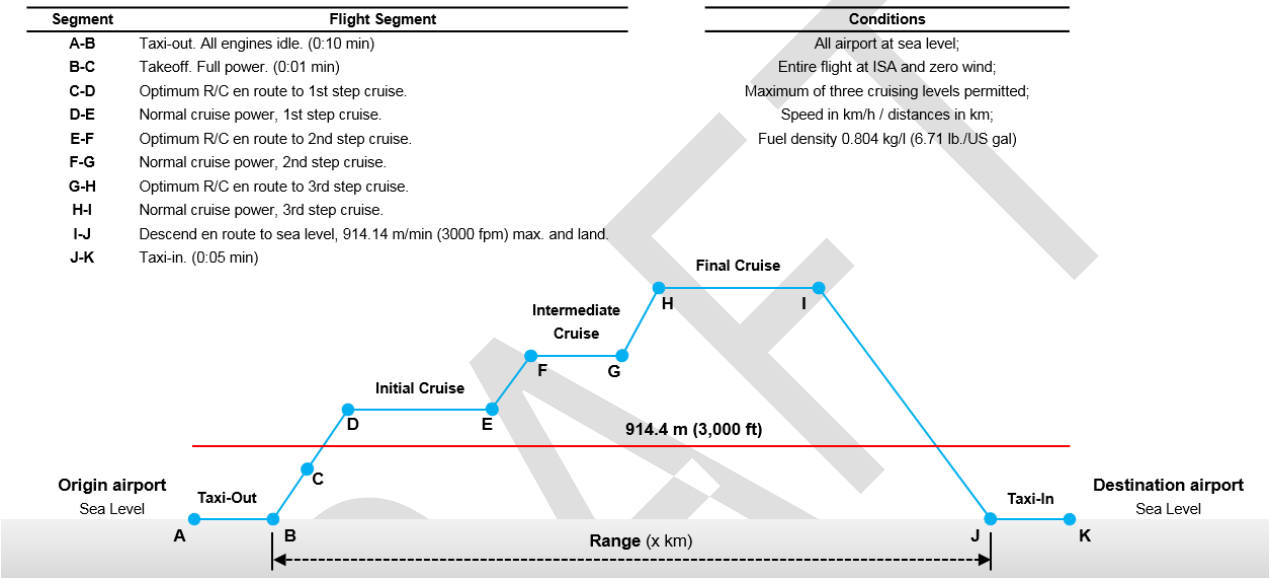 Segment Flight Segment
A-B Taxi-out. All engines idle. (0:10 min)
B-C Takeoff. Full power. (0:01 min)
C-D Optimum R/C en route to 1st step cruise.
D-E Normal cruise power, 1st step cruise.
E-F Optimum R/C en route to 2nd step cruise.
F-G Normal cruise power, 2nd step cruise.
G-H Optimum R/C en route to 3rd step cruise.
H-I Normal cruise power, 3rd step cruise.
I-J Descend en route to sea level, 914.14 m/min (3000 fpm) max. and land.
J-K Taxi-in. (0:05 min)
Conditions
All airport at sea level;
Entire flight at ISA and zero wind;
Maximum of three cruising levels permitted;
Speed in km/h / distances in km;
Fuel density 0.804 kg/l (6.71 lb./US gal)
Final Cruise
H
I
Intermediate
Cruise
F
G
Initial Cruise
D
E
914.4 m (3,000 ft)
C
Origin airport
Sea Level
Taxi-Out
Taxi-In
Destination airport
Sea Level
A
B
J
K
Range (x km)
DRAFT